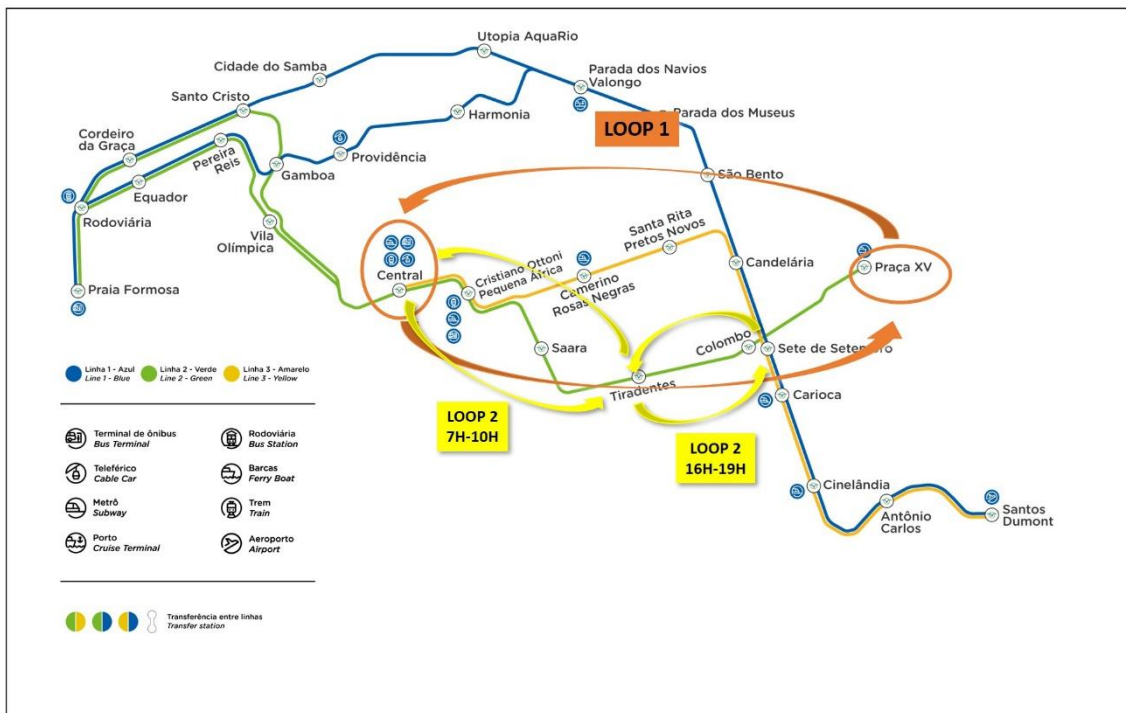 Utopia AquaRio
Cidade do Samba
Parada dos Navios
Valongo
Santo Cristo
Harmonia
Parada dos Museus
LOOP 1
Cordeiro
da Graça
Pereira
Reis
Providência
Gamboa
São Bento
Equador
Rodoviária
Vila
Olímpica
Santa Rita
Pretos Novos
Central
Cristiano Ottoni
Pequena África
Candelária
Praça XV
Camerino
Rosas Negras
Praia Formosa
Saara
Colombo
Sete de Setembro
Tiradentes
Carioca
Linha 1 - Azul
Line 1 - Blue
Linha 2 - Verde
Line 2 - Green
Linha 3 - Amarelo
Line 3 - Yellow
LOOP 2
7H-10H
LOOP 2
16H-19H
Cinelândia
Antônio
Carlos
Santos
Dumont
Terminal de ônibus
Bus Terminal
Rodoviária
Bus Station
Teleférico
Cable Car
Barcas
Ferry Boat
Metrô
Subway
Trem
Train
Porto
Cruise Terminal
Aeroporto
Airport
Transferência entre linhas
Transfer station